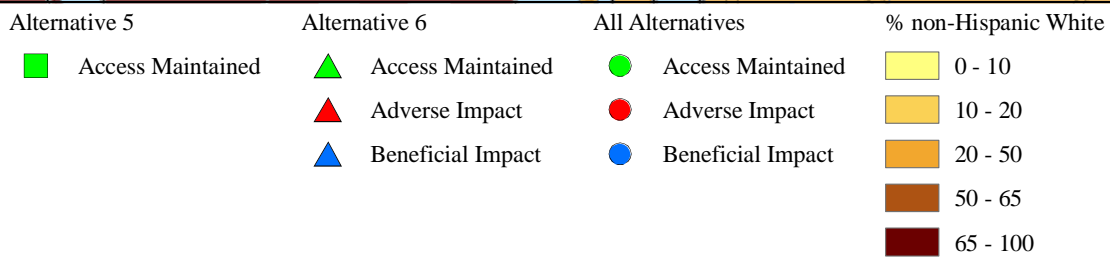 Alternative 5
Access Maintained
Alternative 6
Access Maintained
Adverse Impact
Beneficial Impact
All Alternatives
Access Maintained
Adverse Impact
Beneficial Impact
% non-Hispanic White
0 - 10
10 - 20
20 - 50
50 - 65
65 - 100